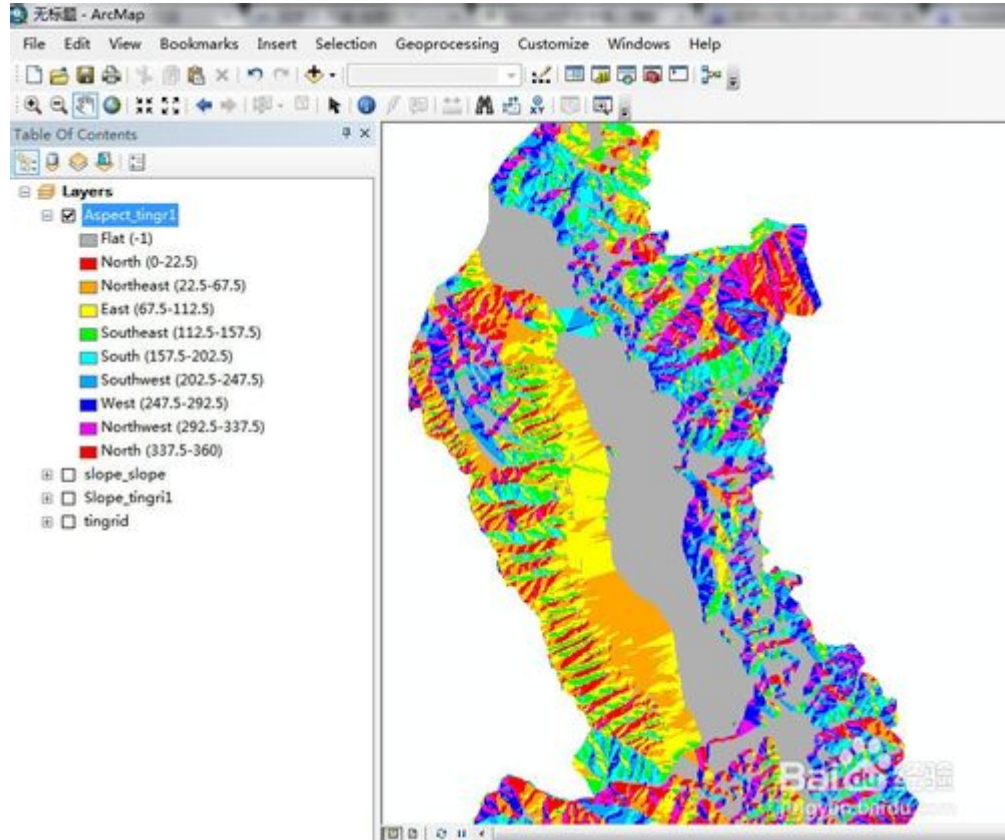 无标题 - ArcMap
File Edit View Bookmarks Insert Selection Geoprocessing Customize Windows Help
Table Of Contents
Layers
Aspect_tingr1
Flat (-1)
North (0-22.5)
Northeast (22.5-67.5)
East (67.5-112.5)
Southeast (112.5-157.5)
South (157.5-202.5)
Southwest (202.5-247.5)
West (247.5-292.5)
Northwest (292.5-337.5)
North (337.5-360)
slope_slope
Slope_tingri1
tingrid
Baidu 经验
jingyan.baidu.com